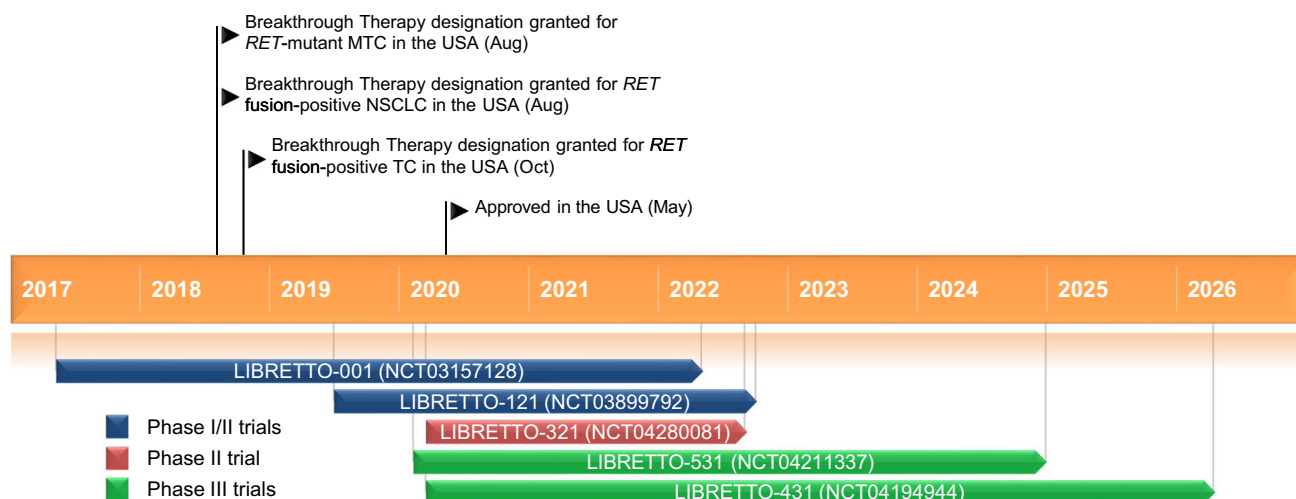 Breakthrough Therapy designation granted for
RET-mutant MTC in the USA (Aug)
Breakthrough Therapy designation granted for RET
fusion-positive NSCLC in the USA (Aug)
Breakthrough Therapy designation granted for RET
fusion-positive TC in the USA (Oct)
Approved in the USA (May)
2017 2018 2019 2020 2021 2022 2023 2024 2025 2026
LIBRETTO-001 (NCT03157128)
LIBRETTO-121 (NCT03899792)
Phase I/II trials
LIBRETTO-321 (NCT04280081)
Phase II trial
LIBRETTO-531 (NCT04211337)
Phase III trials
LIBRETTO-431 (NCT04194944)